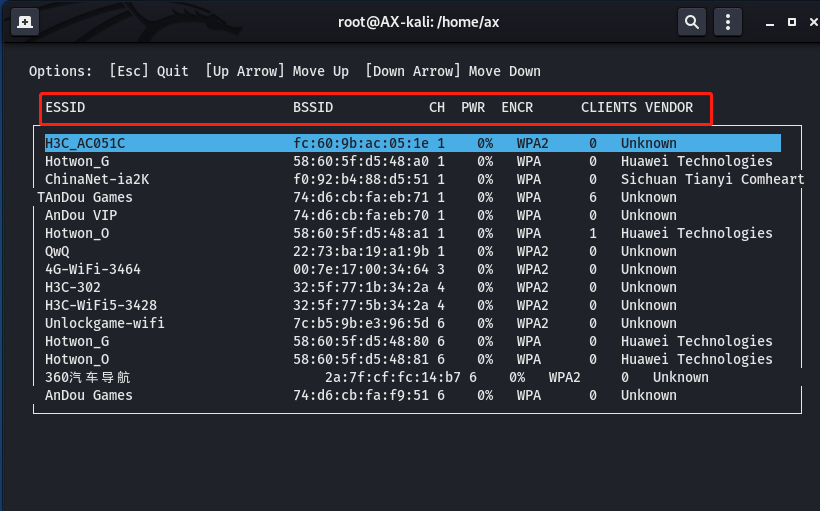 root@AX-kali: /home/ax
Options: [Esc] Quit [Up Arrow] Move Up [Down Arrow] Move Down
ESSID BSSID CH PWR ENCR CLIENTS VENDOR
H3C_AC051C fc:60:9b:ac:05:1e 1 0% WPA2 0 Unknown
Hotwon_G 58:60:5f:d5:48:a0 1 0% WPA 0 Huawei Technologies
ChinaNet-ia2K f0:92:b4:88:d5:51 1 0% WPA 0 Sichuan Tianyi Comheart
TAnDou Games 74:d6:cb:fa:eb:71 1 0% WPA 6 Unknown
AnDou VIP 74:d6:cb:fa:eb:70 1 0% WPA 0 Unknown
Hotwon_O 58:60:5f:d5:48:a1 1 0% WPA 1 Huawei Technologies
QwQ 22:73:ba:19:a1:9b 1 0% WPA2 0 Unknown
4G-WiFi-3464 00:7e:17:00:34:64 3 0% WPA2 0 Unknown
H3C-302 32:5f:77:1b:34:2a 4 0% WPA2 0 Unknown
H3C-WiFi5-3428 32:5f:77:5b:34:2a 4 0% WPA2 0 Unknown
Unlockgame-wifi 7c:b5:9b:e3:96:5d 6 0% WPA2 0 Unknown
Hotwon_G 58:60:5f:d5:48:80 6 0% WPA 0 Huawei Technologies
Hotwon_O 58:60:5f:d5:48:81 6 0% WPA 0 Huawei Technologies
360汽车导航 2a:7f:cf:fc:14:b7 6 0% WPA2 0 Unknown
AnDou Games 74:d6:cb:fa:f9:51 6 0% WPA 0 Unknown